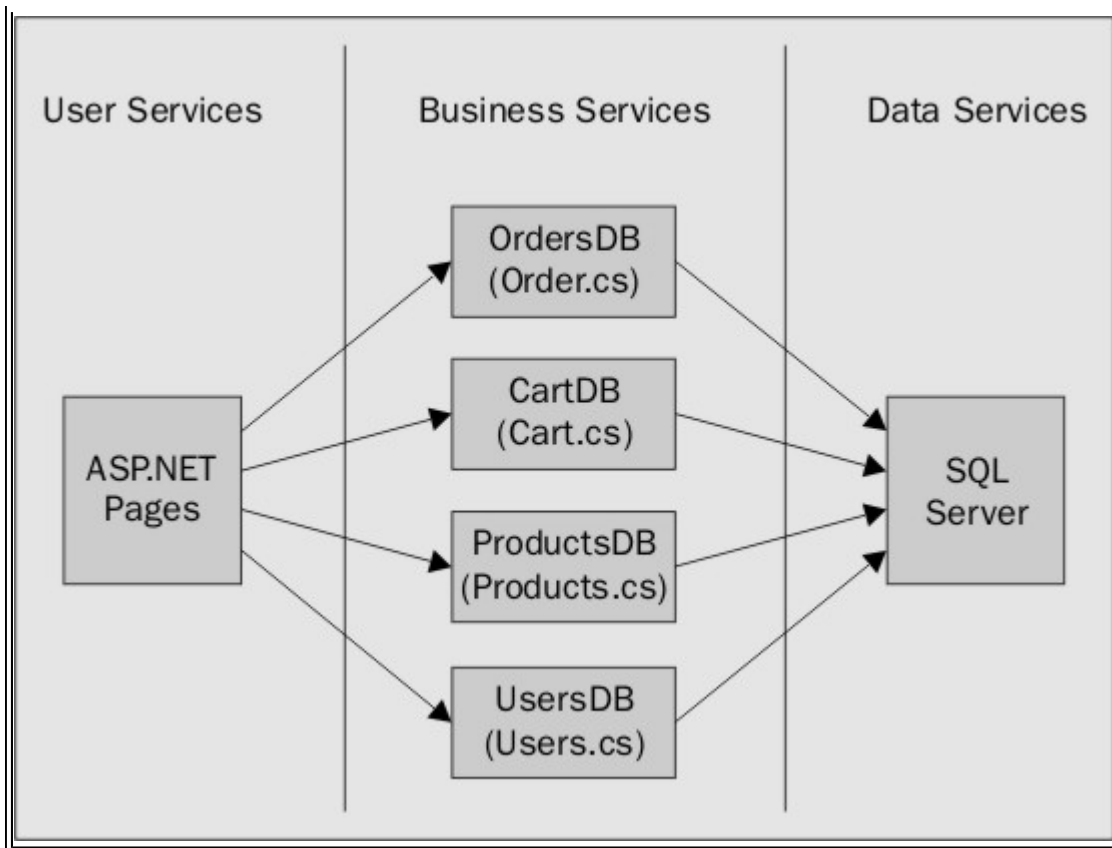 User Services
Business Services
Data Services
OrdersDB
(Order.cs)
CartDB
(Cart.cs)
ASP.NET
Pages
SQL
Server
ProductsDB
(Products.cs)
UsersDB
(Users.cs)